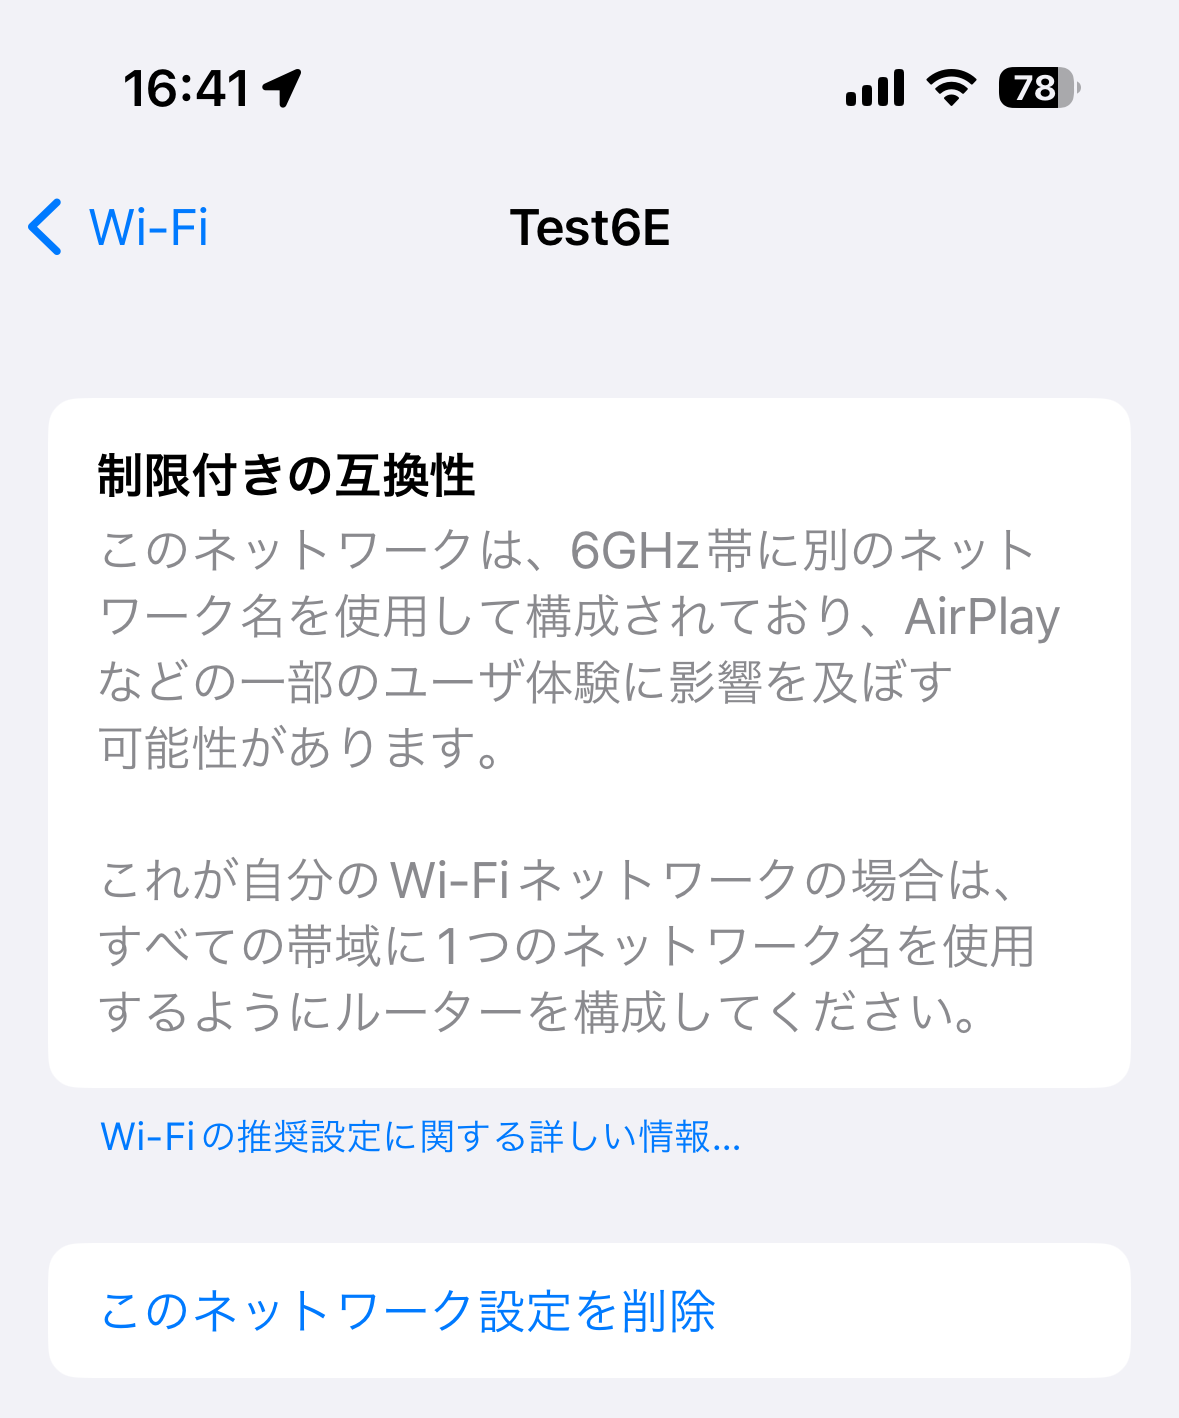 16:41
78
Wi-Fi
Test6E
制限付きの互換性
このネットワークは、6GHz帯に別のネット
ワーク名を使用して構成されており、AirPlay
などの一部のユーザ体験に影響を及ぼす
可能性があります。
これが自分のWi-Fiネットワークの場合は、
すべての帯域に1つのネットワーク名を使用
するようにルーターを構成してください。
Wi-Fiの推奨設定に関する詳しい情報...
このネットワーク設定を削除